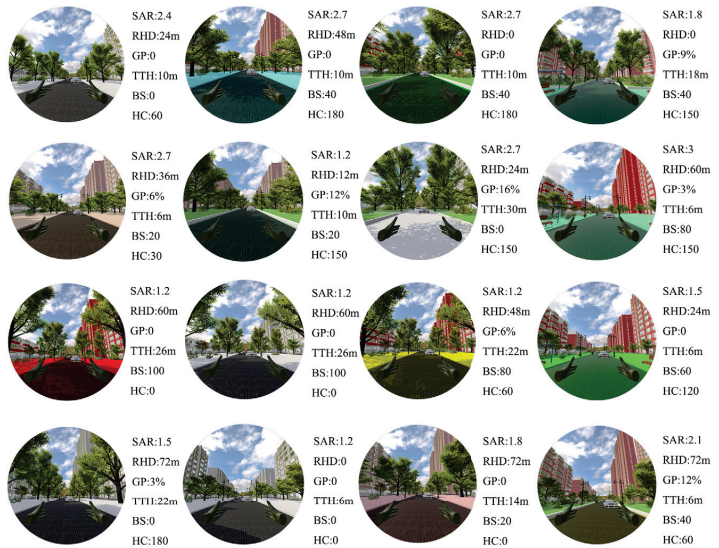 SAR:2.4
RHD:24m
GP:0
TTH:10m
BS:0
HC:60
SAR:2.7
RHD:48m
GP:0
TTH:10m
BS:40
HC:180
SAR:2.7
RHD:0
GP:0
TTH:10m
BS:40
HC:180
SAR:1.8
RHD:0
GP:9%
TTH:18m
BS:40
HC:150
SAR:2.7
RHD:36m
GP:6%
TTH:6m
BS:20
HC:30
SAR:1.2
RHD:12m
GP:12%
TTH:10m
BS:20
HC:150
SAR:2.7
RHD:24m
GP:16%
TTH:30m
BS:0
HC:150
SAR:3
RHD:60m
GP:3%
TTH:6m
BS:80
HC:150
SAR:1.2
RHD:60m
GP:0
TTH:26m
BS:100
HC:0
SAR:1.2
RHD:60m
GP:0
TTH:26m
BS:100
HC:0
SAR:1.2
RHD:48m
GP:6%
TTH:22m
BS:80
HC:60
SAR:1.5
RHD:24m
GP:0
TTH:6m
BS:60
HC:120
SAR:1.5
RHD:72m
GP:3%
TTH:22m
BS:0
HC:180
SAR:1.2
RHD:0
GP:0
TTH:6m
BS:0
HC:0
SAR:1.8
RHD:72m
GP:0
TTH:14m
BS:20
HC:0
SAR:2.1
RHD:72m
GP:12%
TTH:6m
BS:40
HC:60